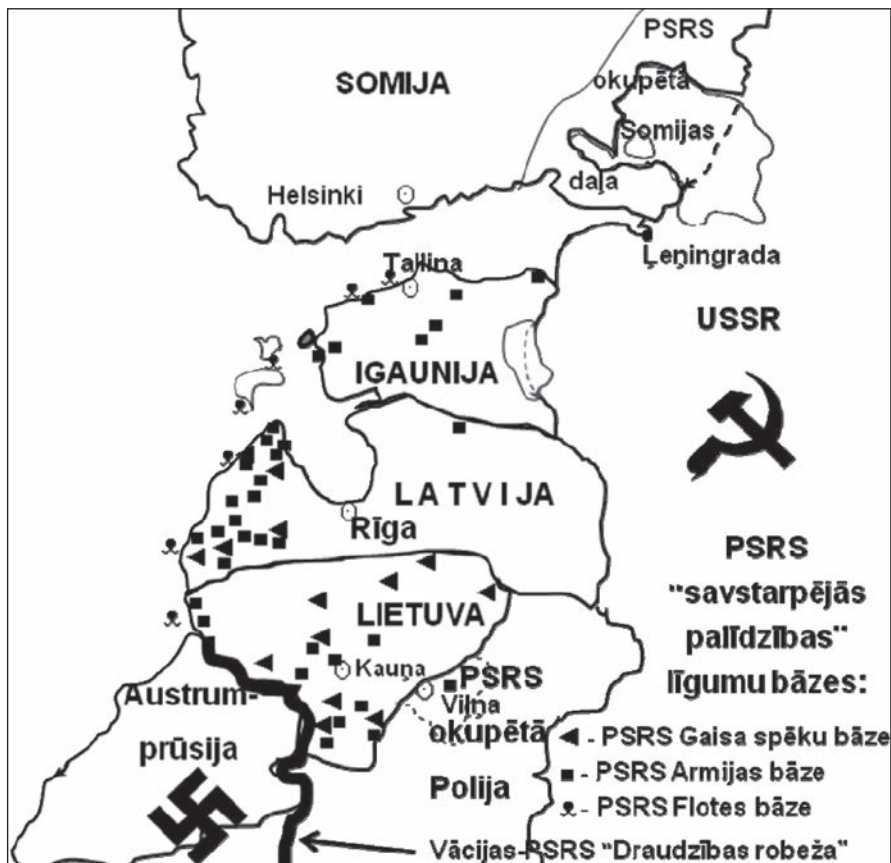 PSRS
okupētā
Somijas
daļa
SOMIJA
Helsinki
Ļeņingrada
Tallina
USSR
IGAUNIJA
LATVIJA
Rīga
LIETUVA
Kauņa
Viļņa
PSRS
okupētā
Polija
Austrum-
prūsija
PSRS
"savstarpējās
palīdzības"
līgumu bāzes:
- PSRS Gaisa spēku bāze
- PSRS Armijas bāze
- PSRS Flotes bāze
Vācijas-PSRS "Draudzības robeža"